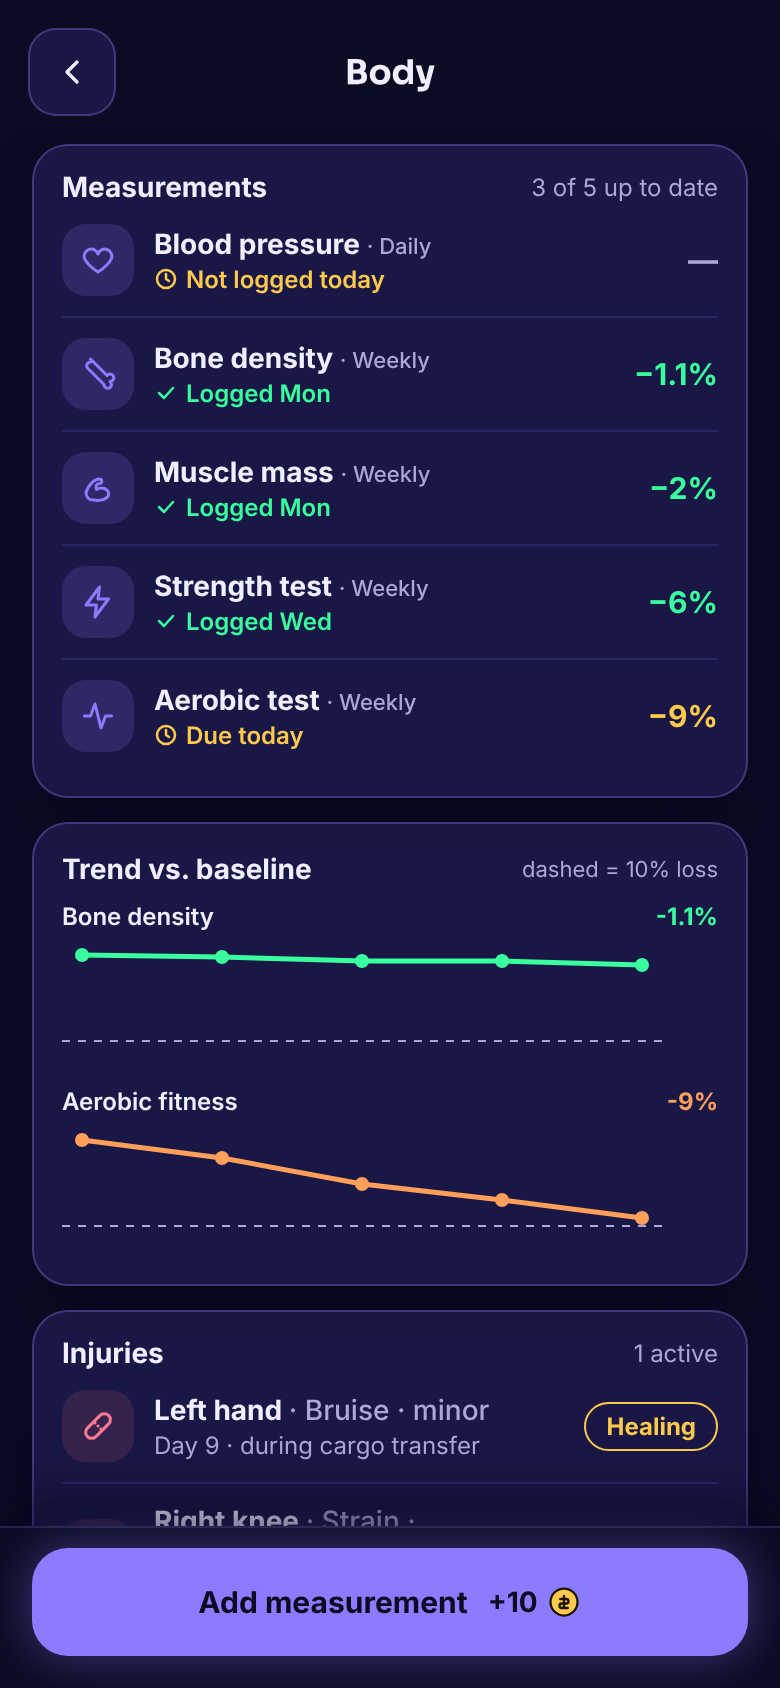 Body
Measurements 3 of 5 up to date
Blood pressure · Daily
Not logged today
—
Bone density · Weekly
Logged Mon
−1.1%
Muscle mass · Weekly
Logged Mon
−2%
Strength test · Weekly
Logged Wed
−6%
Aerobic test · Weekly
Due today
−9%
Trend vs. baseline dashed = 10% loss
Bone density -1.1%
Aerobic fitness -9%
Injuries 1 active
Left hand · Bruise · minor
Day 9 · during cargo transfer
Healing
Right knee · Strain ·
Add measurement +10